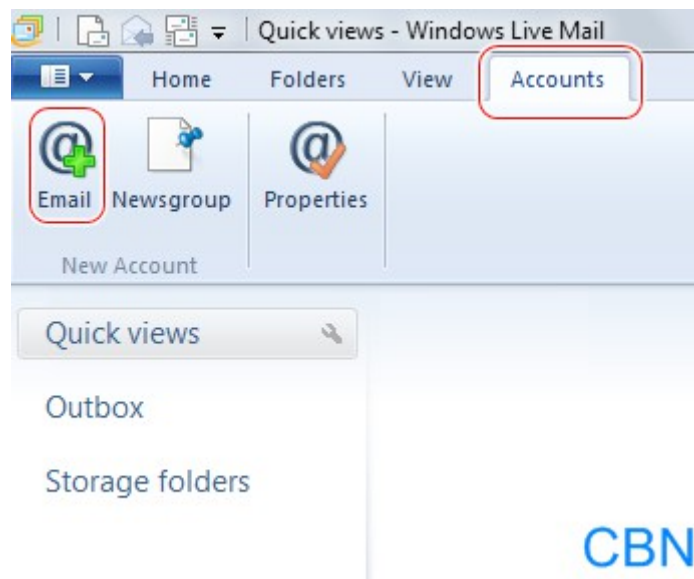 Quick views - Windows Live Mail
Home Folders View Accounts
Email Newsgroup Properties
New Account
Quick views
Outbox
Storage folders
CBN